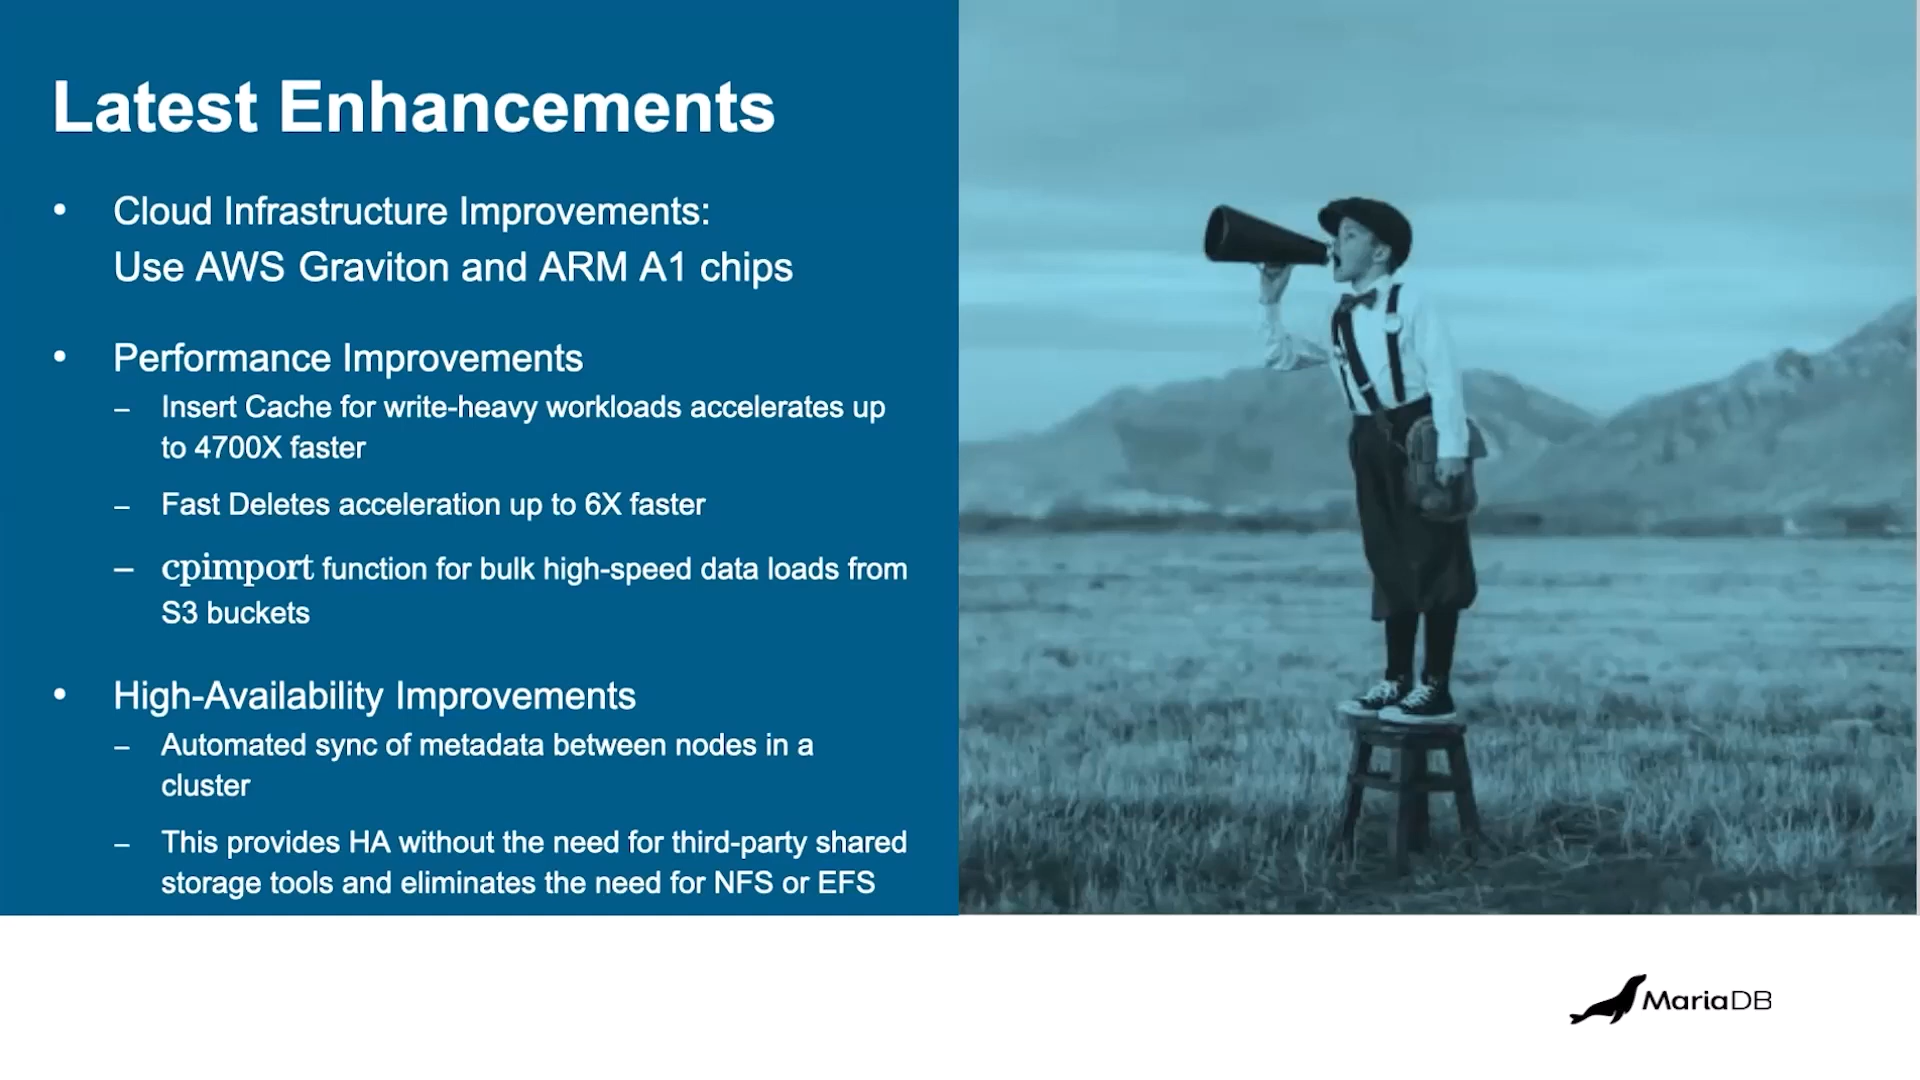 Latest Enhancements
• Cloud Infrastructure Improvements:
Use AWS Graviton and ARM A1 chips
• Performance Improvements
– Insert Cache for write-heavy workloads accelerates up
to 4700X faster
– Fast Deletes acceleration up to 6X faster
– cpimport function for bulk high-speed data loads from
S3 buckets
• High-Availability Improvements
– Automated sync of metadata between nodes in a
cluster
– This provides HA without the need for third-party shared
storage tools and eliminates the need for NFS or EFS
MariaDB